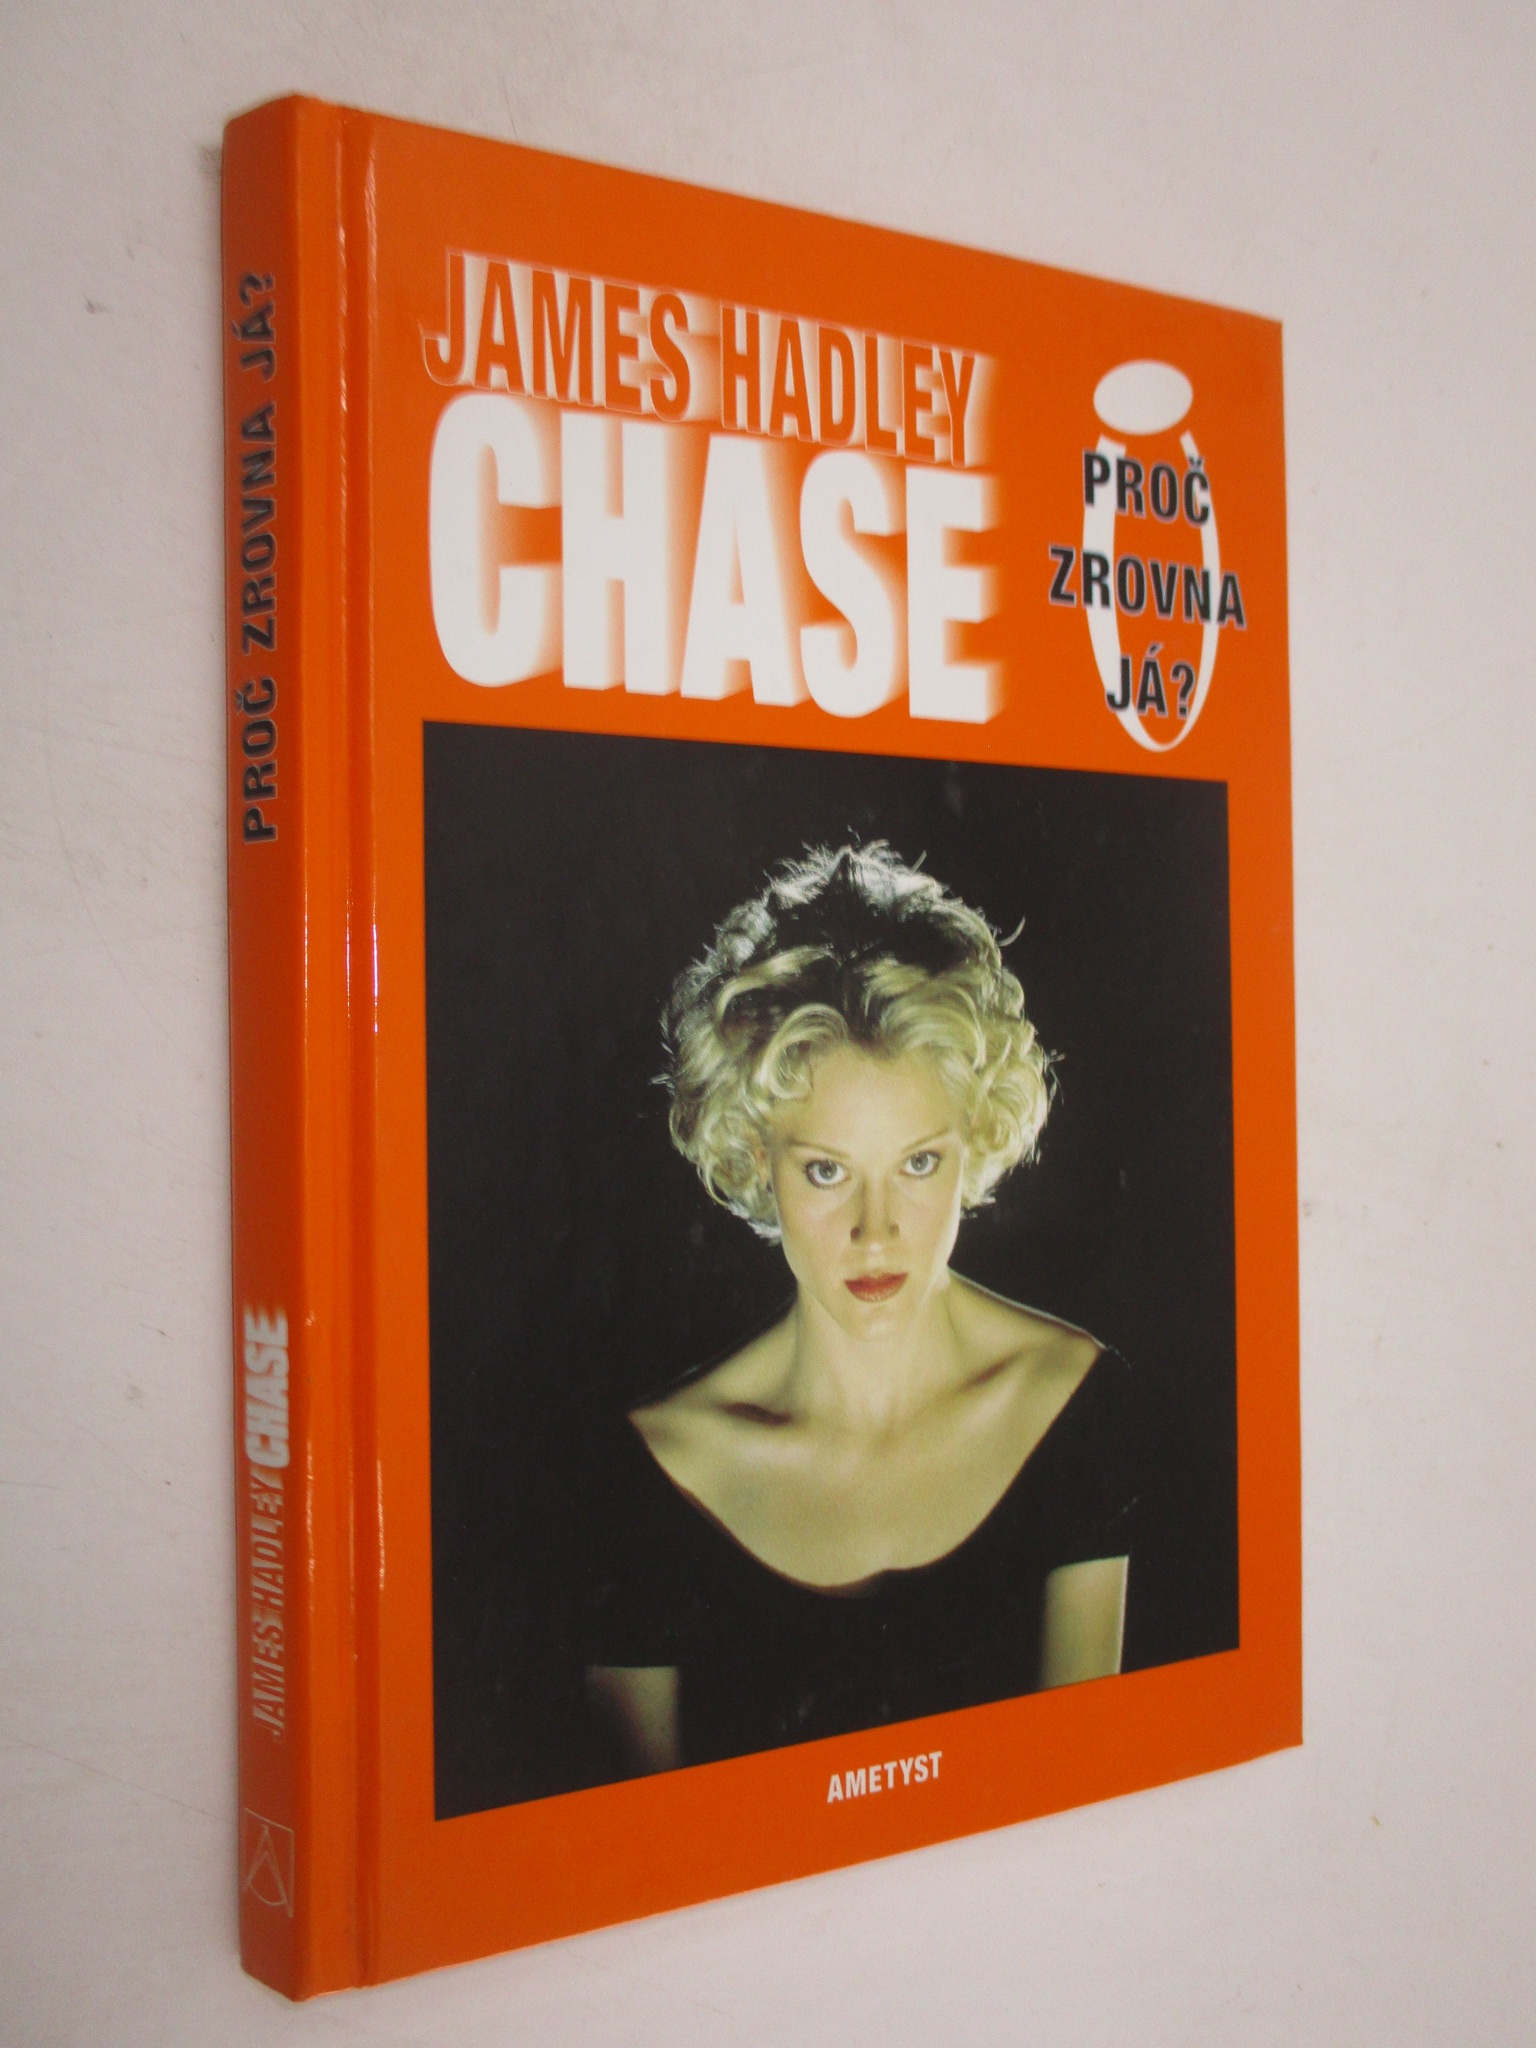 JAMES HADLEY
CHASE
PROČ
ZROVNA
JÁ?
AMETYST
PROČ ZROVNA JÁ?
JAMES HADLEY CHASE